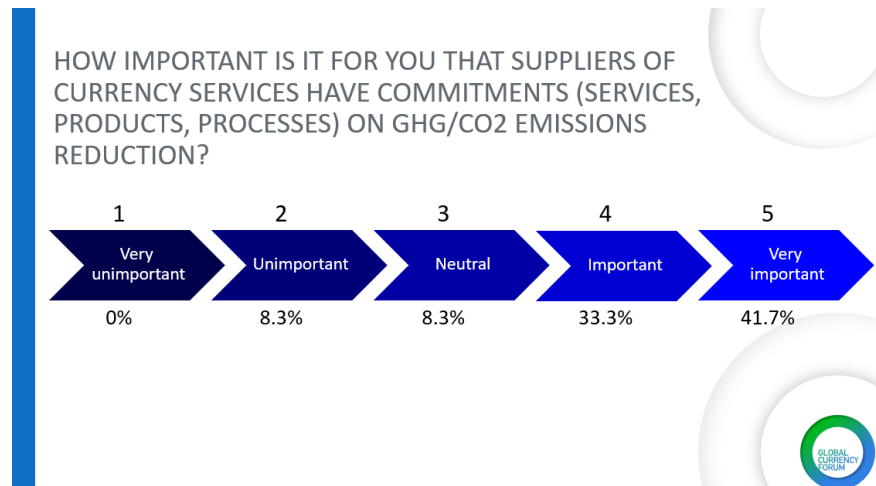 HOW IMPORTANT IS IT FOR YOU THAT SUPPLIERS OF
CURRENCY SERVICES HAVE COMMITMENTS (SERVICES,
PRODUCTS, PROCESSES) ON GHG/CO2 EMISSIONS
REDUCTION?
1 2 3 4 5
Very
unimportant
Unimportant
Neutral
Important
Very
important
0% 8.3% 8.3% 33.3% 41.7%
GLOBAL
CURRENCY
FORUM